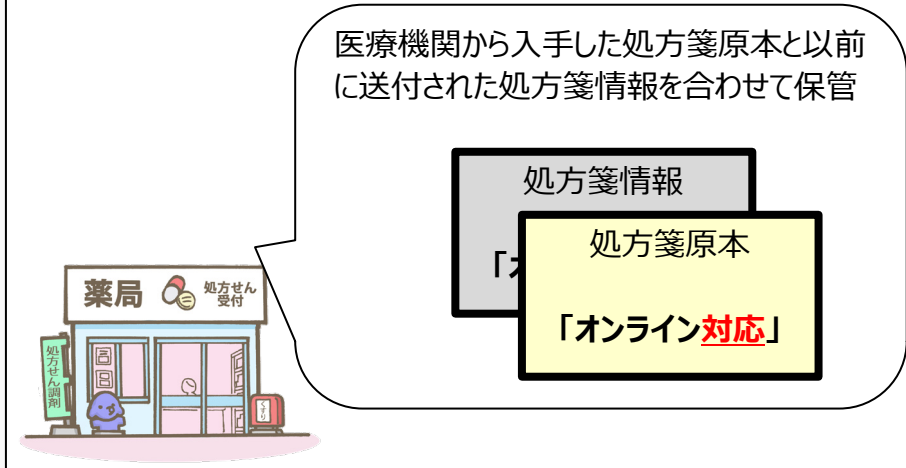 医療機関から入手した処方箋原本と以前
に送付された処方箋情報を合わせて保管
処方箋情報
「オ
処方箋原本
「オンライン対応」
薬局
処方せん
受付
処方せん調剤
くすり